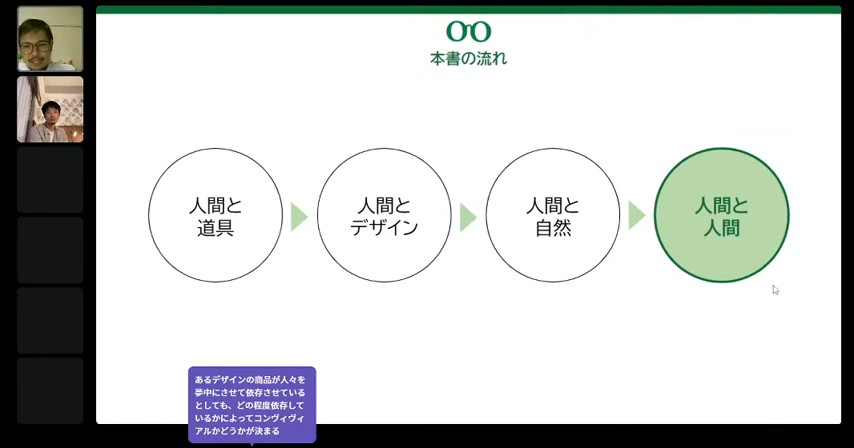 本書の流れ
人間と
道具
人間と
デザイン
人間と
自然
人間と
人間
あるデザインの商品が人々を
夢中にさせて依存させている
としても、どの程度依存して
いるかによってコンヴィヴィ
アルかどうかが決まる